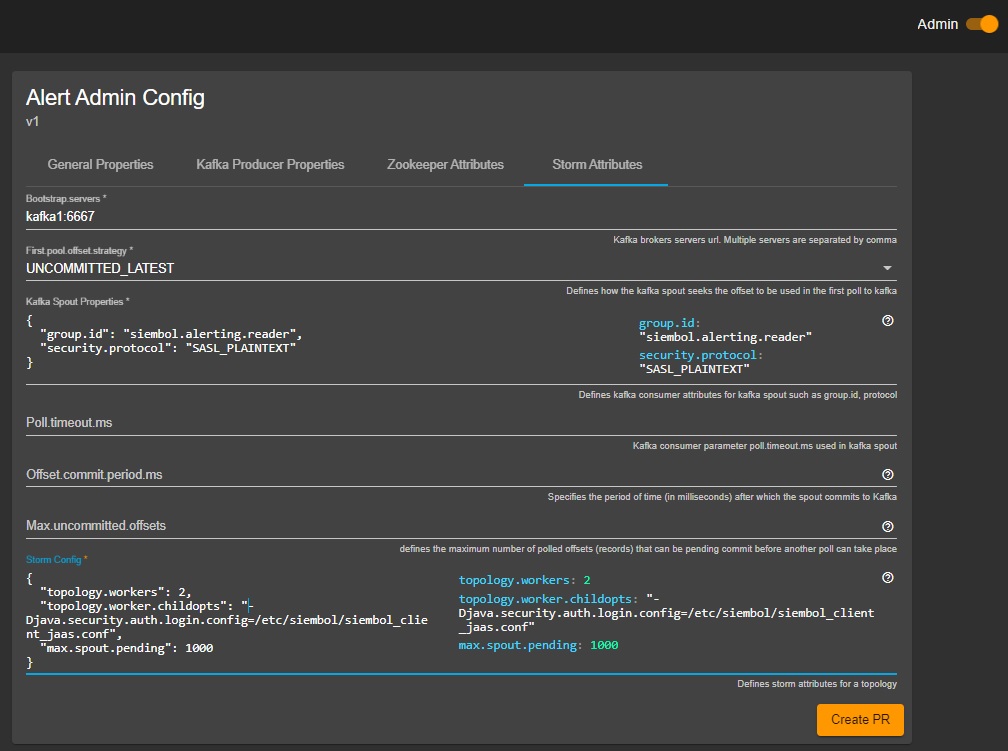 Admin
Alert Admin Config
v1
General Properties Kafka Producer Properties Zookeeper Attributes Storm Attributes
Bootstrap.servers *
kafka1:6667
Kafka brokers servers url. Multiple servers are separated by comma
First.pool.offset.strategy *
UNCOMMITTED_LATEST
Defines how the kafka spout seeks the offset to be used in the first poll to kafka
Kafka Spout Properties *
{
"group.id": "siembol.alerting.reader",
"security.protocol": "SASL_PLAINTEXT"
}
group.id:
"siembol.alerting.reader"
security.protocol:
"SASL_PLAINTEXT"
Defines kafka consumer attributes for kafka spout such as group.id, protocol
Poll.timeout.ms
Kafka consumer parameter poll.timeout.ms used in kafka spout
Offset.commit.period.ms
Specifies the period of time (in milliseconds) after which the spout commits to Kafka
Max.uncommitted.offsets
defines the maximum number of polled offsets (records) that can be pending commit before another poll can take place
Storm Config *
{
"topology.workers": 2,
"topology.worker.childopts": "-
Djava.security.auth.login.config=/etc/siembol/siembol_clie
nt_jaas.conf",
"max.spout.pending": 1000
}
topology.workers: 2
topology.worker.childopts: "-
Djava.security.auth.login.config=/etc/siembol/siembol_client
_jaas.conf"
max.spout.pending: 1000
Defines storm attributes for a topology
Create PR